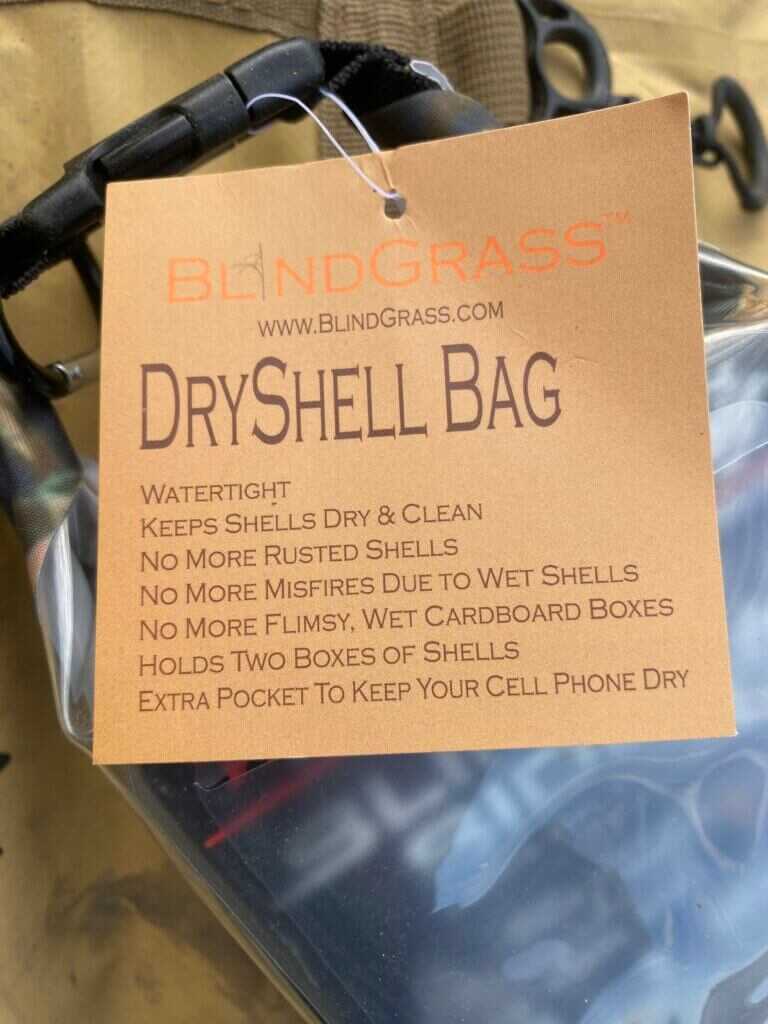 BLINDGRASS™
WWW.BLINDGRASS.COM
DRYSHELL BAG
WATERTIGHT
KEEPS SHELLS DRY & CLEAN
NO MORE RUSTED SHELLS
NO MORE MISFIRES DUE TO WET SHELLS
NO MORE FLIMSY, WET CARDBOARD BOXES
HOLDS TWO BOXES OF SHELLS
EXTRA POCKET TO KEEP YOUR CELL PHONE DRY